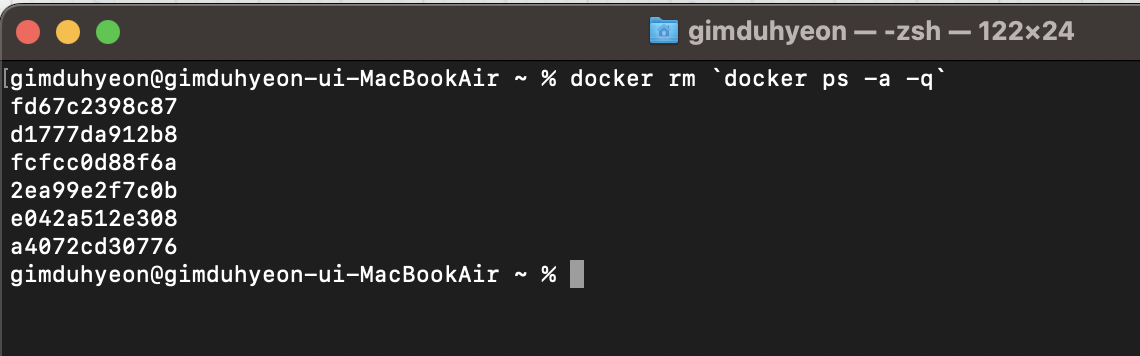 gimduhyeon — -zsh — 122×24
[gimduhyeon@gimduhyeon-ui-MacBookAir ~ % docker rm `docker ps -a -q`
fd67c2398c87
d1777da912b8
fcfcc0d88f6a
2ea99e2f7c0b
e042a512e308
a4072cd30776
gimduhyeon@gimduhyeon-ui-MacBookAir ~ %